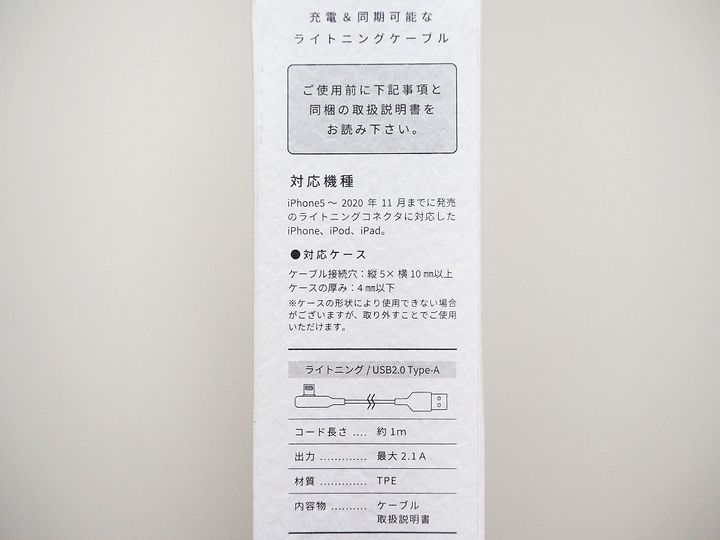 充電＆同期可能な
ライトニングケーブル
ご使用前に下記事項と
同梱の取扱説明書を
お読み下さい。
対応機種
iPhone5～2020 年 11 月までに発売
のライトニングコネクタに対応した
iPhone、iPod、iPad。
●対応ケース
ケーブル接続穴：縦 5× 横 10 ㎜以上
ケースの厚み：4 ㎜以下
※ケースの形状により使用できない場合
がございますが、取り外すことでご使用
いただけます。
ライトニング / USB2.0 Type-A
コード長さ .... 約 1m
出力 ............. 最大 2.1A
材質 ............. TPE
内容物 .......... ケーブル
取扱説明書